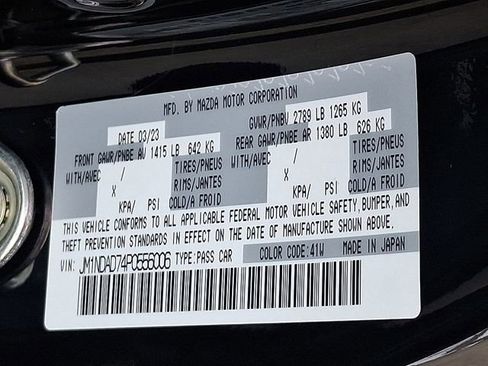 MFD. BY MAZDA MOTOR CORPORATION
DATE 03/23
GVWR/PNBV 2789 LB 1265 KG
FRONT GAWR/PNBE AV 1415 LB 642 KG
REAR GAWR/PNBE AR 1380 LB 626 KG
WITH/AVEC / TIRES/PNEUS
WITH/AVEC / TIRES/PNEUS
X RIMS/JANTES
X RIMS/JANTES
KPA/ PSI COLD/A FROID
KPA/ PSI COLD/A FROID
THIS VEHICLE CONFORMS TO ALL APPLICABLE FEDERAL MOTOR VEHICLE SAFETY, BUMPER, AND
THEFT PREVENTION STANDARDS IN EFFECT ON THE DATE OF MANUFACTURE SHOWN ABOVE.
VIN: JM1NDAD74P0556006 TYPE: PASS CAR COLOR CODE: 41W MADE IN JAPAN